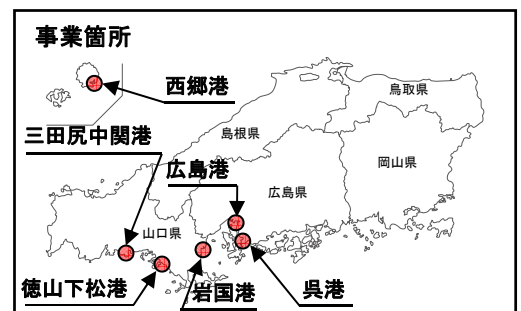 事業箇所
西郷港
鳥取県
三田尻中関港
島根県
岡山県
広島港
広島県
山口県
徳山下松港
岩国港
呉港